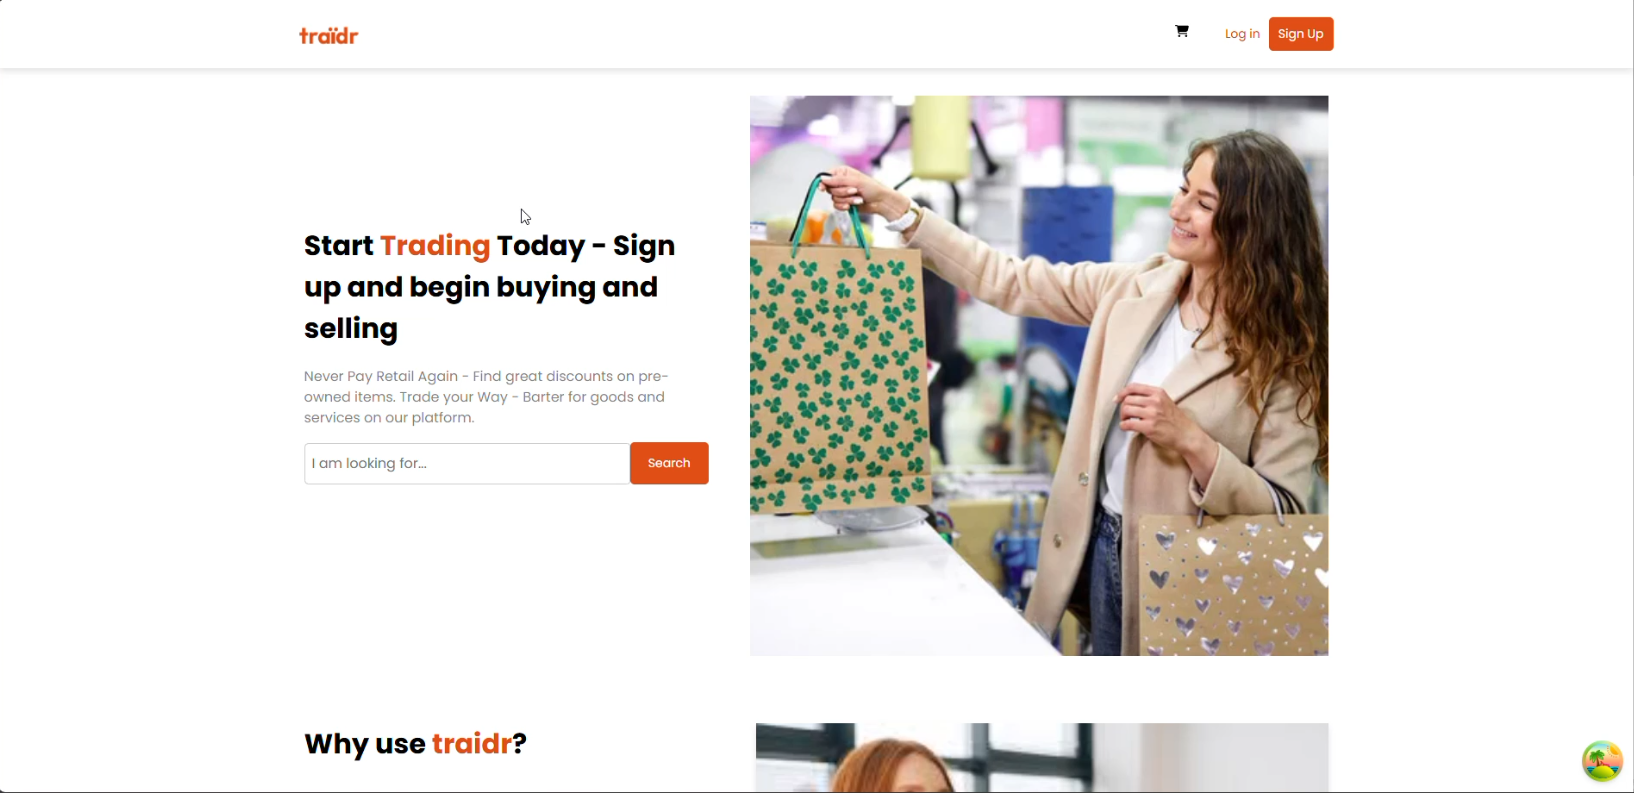 traïdr
Log in
Sign Up
Start Trading Today - Sign
up and begin buying and
selling
Never Pay Retail Again - Find great discounts on pre-
owned items. Trade your Way - Barter for goods and
services on our platform.
I am looking for...
Search
Why use traidr?